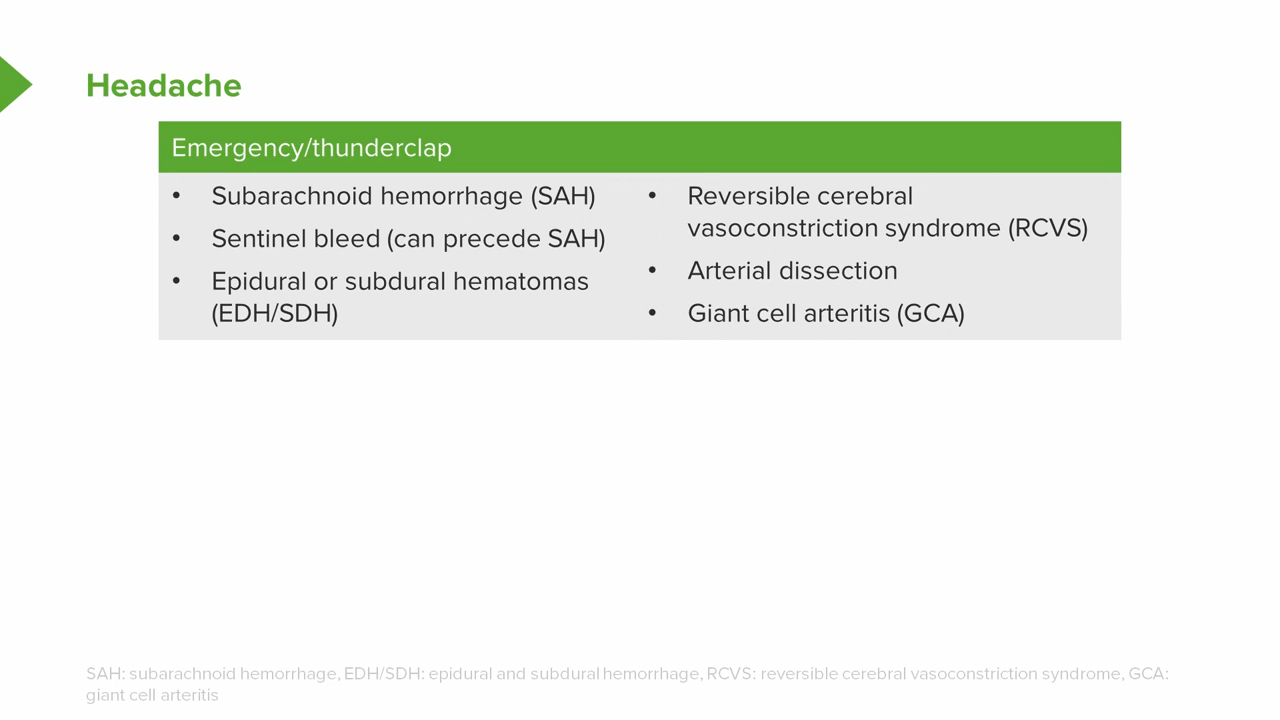 Headache
Emergency/thunderclap
• Subarachnoid hemorrhage (SAH)
• Sentinel bleed (can precede SAH)
• Epidural or subdural hematomas
(EDH/SDH)
• Reversible cerebral
vasoconstriction syndrome (RCVS)
• Arterial dissection
• Giant cell arteritis (GCA)
SAH: subarachnoid hemorrhage, EDH/SDH: epidural and subdural hemorrhage, RCVS: reversible cerebral vasoconstriction syndrome, GCA:
giant cell arteritis